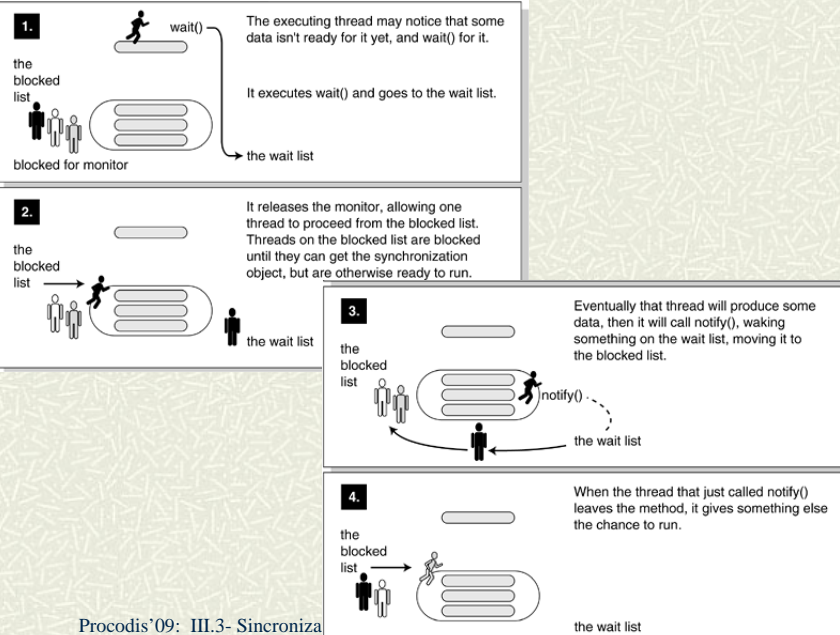 1.
wait()
The executing thread may notice that some
data isn't ready for it yet, and wait() for it.
the
blocked
list
It executes wait() and goes to the wait list.
blocked for monitor
the wait list
2.
It releases the monitor, allowing one
thread to proceed from the blocked list.
Threads on the blocked list are blocked
until they can get the synchronization
object, but are otherwise ready to run.
the
blocked
list
the wait list
3.
Eventually that thread will produce some
data, then it will call notify(), waking
something on the wait list, moving it to
the blocked list.
the
blocked
list
notify()
the wait list
4.
When the thread that just called notify()
leaves the method, it gives something else
the chance to run.
the
blocked
list
the wait list
Procodis'09: III.3- Sincroniza